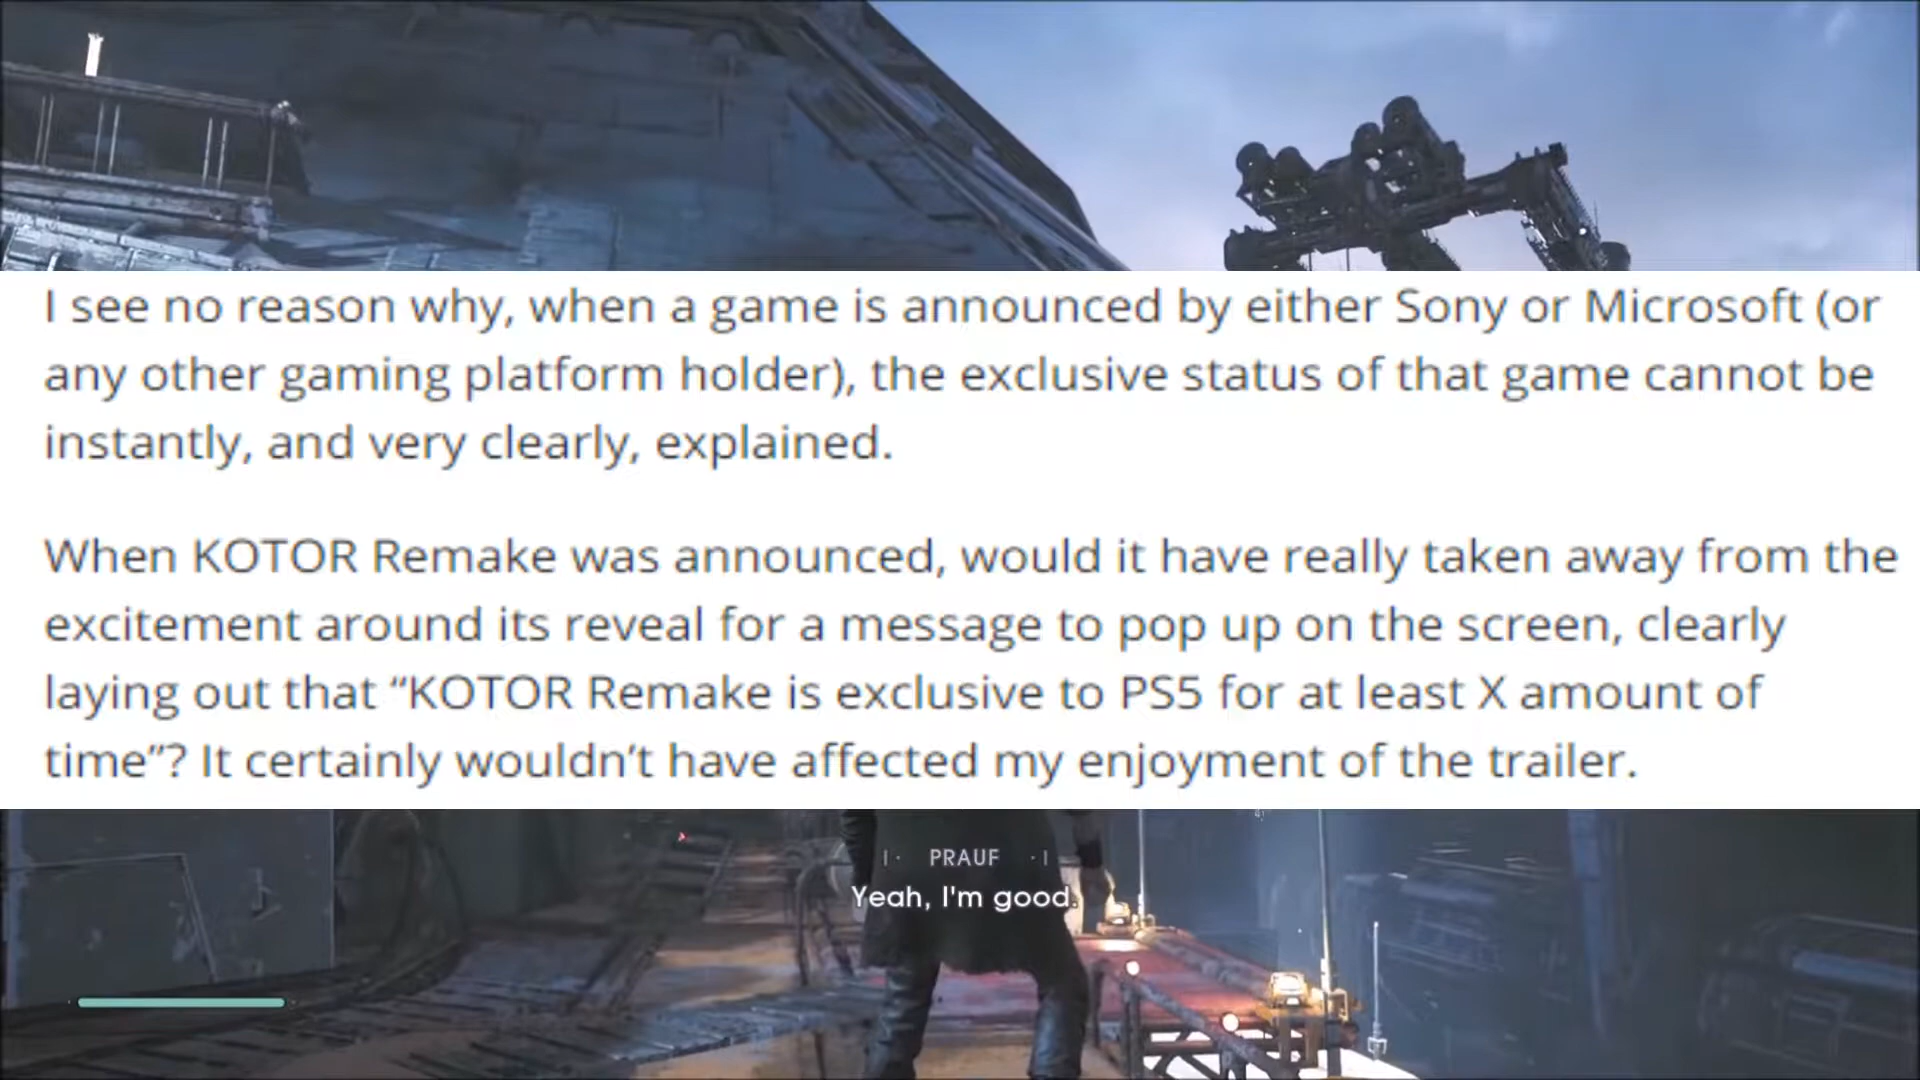 I see no reason why, when a game is announced by either Sony or Microsoft (or
any other gaming platform holder), the exclusive status of that game cannot be
instantly, and very clearly, explained.
When KOTOR Remake was announced, would it have really taken away from the
excitement around its reveal for a message to pop up on the screen, clearly
laying out that “KOTOR Remake is exclusive to PS5 for at least X amount of
time”? It certainly wouldn’t have affected my enjoyment of the trailer.
PRAUF
Yeah, I'm good.